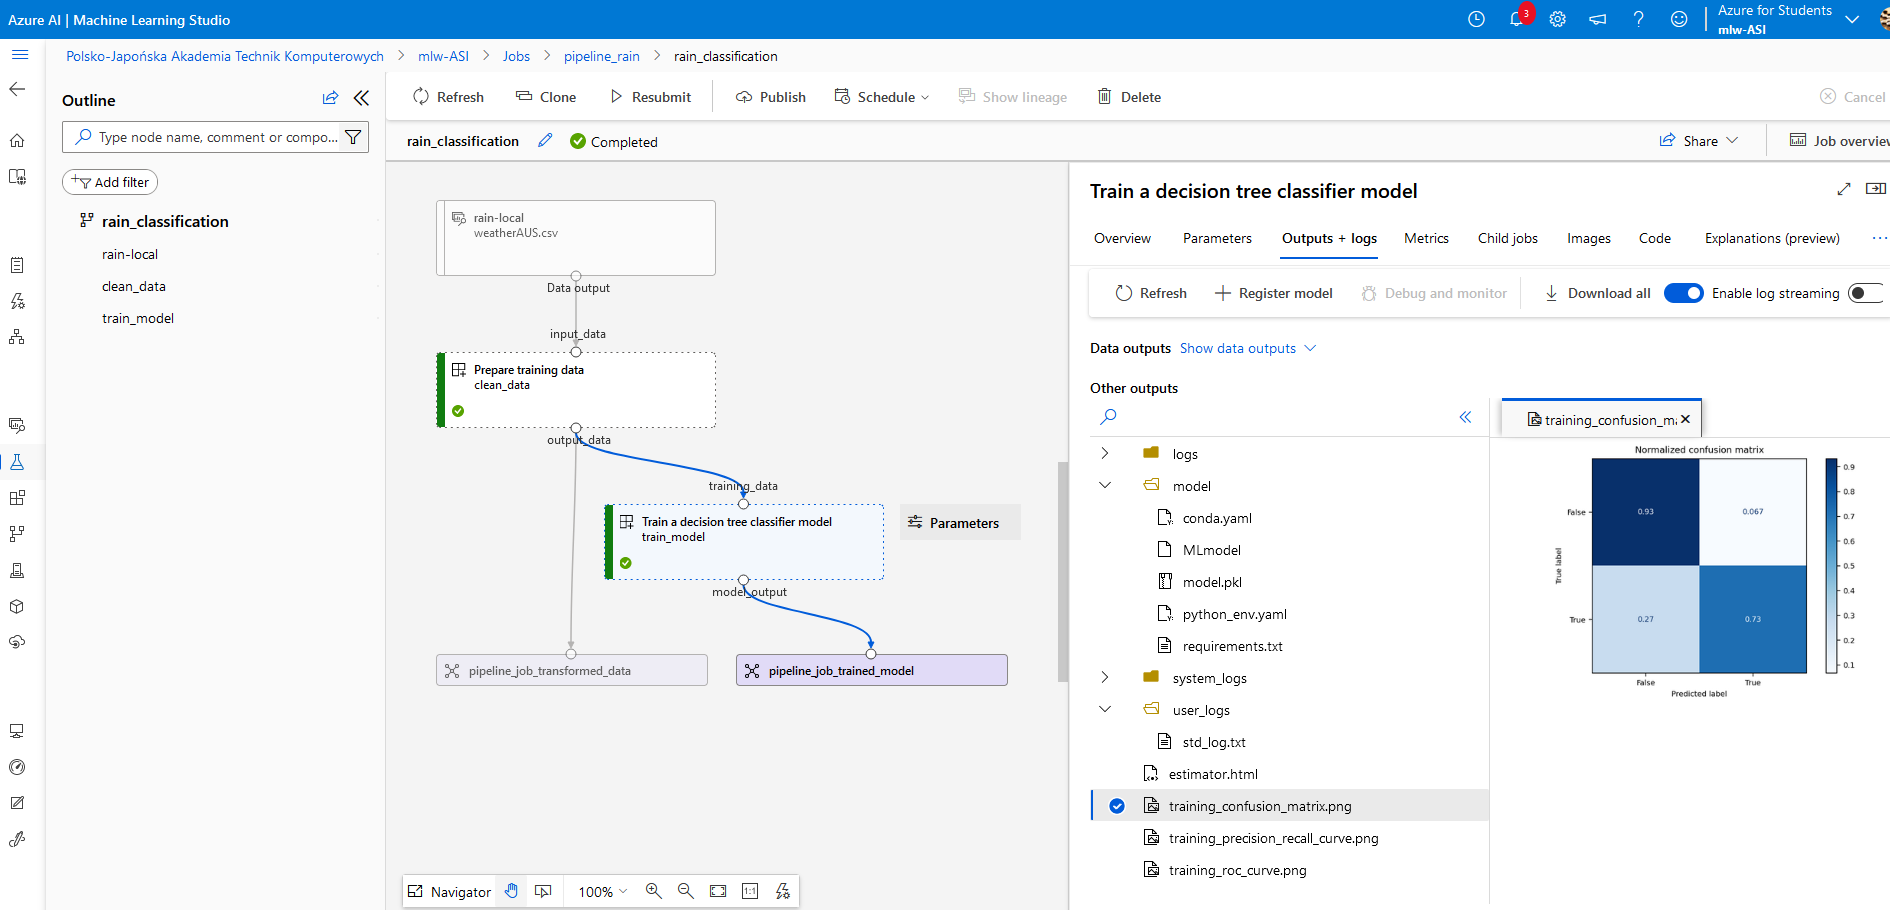 Azure AI | Machine Learning Studio
3
Azure for Students
mlw-ASI
Polsko-Japońska Akademia Technik Komputerowych > mlw-ASI > Jobs > pipeline_rain > rain_classification
Outline
Type node name, comment or compo...
Add filter
rain_classification
rain-local
clean_data
train_model
Refresh
Clone
Resubmit
Publish
Schedule
Show lineage
Delete
Cancel
rain_classification
Completed
Share
Job overview
rain-local
weatherAUS.csv
Data output
input_data
Prepare training data
clean_data
output_data
training_data
Train a decision tree classifier model
train_model
Parameters
model_output
pipeline_job_transformed_data
pipeline_job_trained_model
Navigator
100%
1:1
Train a decision tree classifier model
Overview
Parameters
Outputs + logs
Metrics
Child jobs
Images
Code
Explanations (preview)
...
Refresh
Register model
Debug and monitor
Download all
Enable log streaming
Data outputs Show data outputs
Other outputs
logs
model
conda.yaml
MLmodel
model.pkl
python_env.yaml
requirements.txt
system_logs
user_logs
std_log.txt
estimator.html
training_confusion_matrix.png
training_precision_recall_curve.png
training_roc_curve.png
training_confusion_ma
Normalized confusion matrix
True label
False
0.93
0.067
True
0.27
0.73
False
True
Predicted label
0.9
0.8
0.7
0.6
0.5
0.4
0.3
0.2
0.1